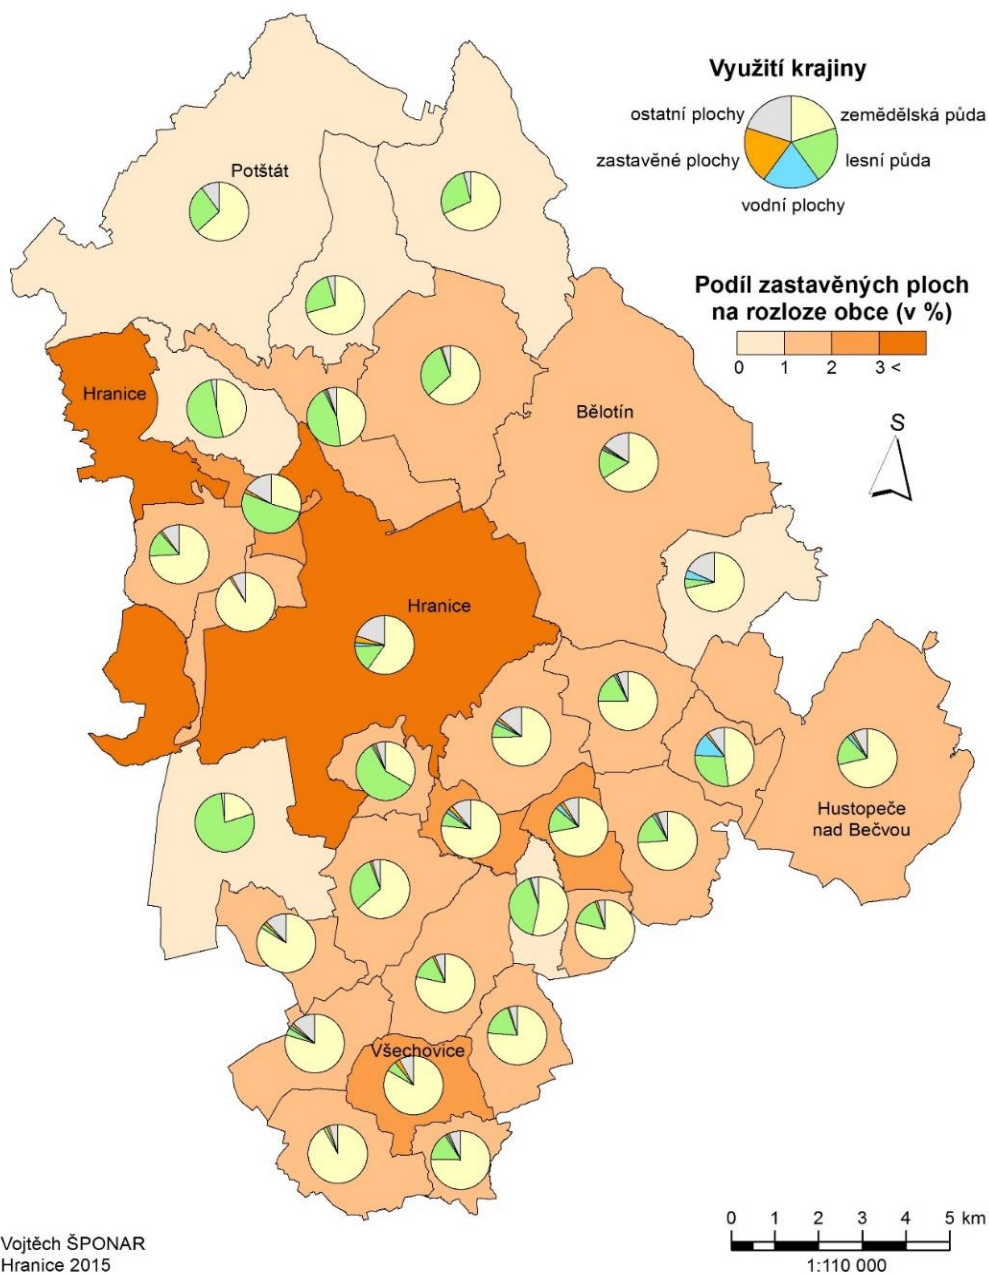 Využití krajiny
ostatní plochy
zemědělská půda
zastavěné plochy
lesní půda
vodní plochy
Podíl zastavěných ploch
na rozloze obce (v %)
0 1 2 3 <
S
Potštát
Hranice
Bělotín
Hranice
Hustopeče
nad Bečvou
Všechovice
0 1 2 3 4 5 km
1:110 000
Vojtěch ŠPONAR
Hranice 2015